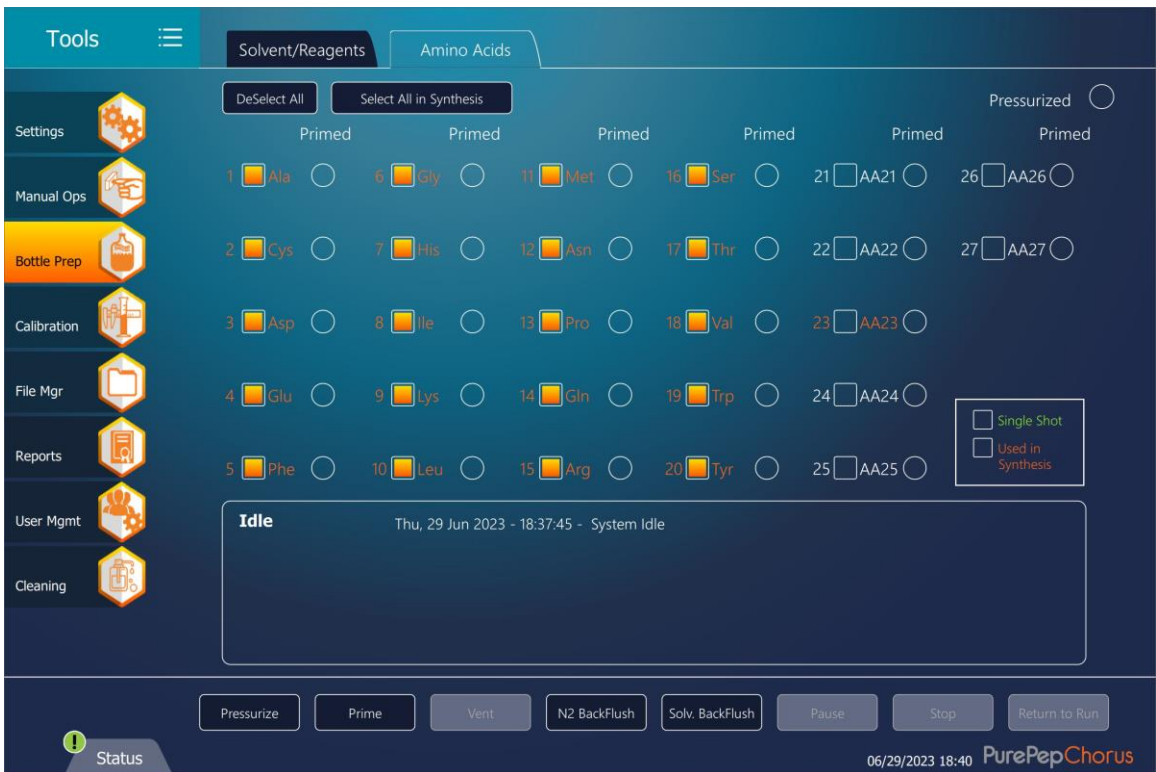 Tools
Solvent/Reagents
Amino Acids
DeSelect All
Select All in Synthesis
Pressurized
Settings
Manual Ops
Bottle Prep
Calibration
File Mgr
Reports
User Mgmt
Cleaning
Primed Primed Primed Primed Primed Primed
1 Ala 6 Gly 11 Met 16 Ser 21 AA21 26 AA26
2 Cys 7 His 12 Asn 17 Thr 22 AA22 27 AA27
3 Asp 8 Ile 13 Pro 18 Val 23 AA23
4 Glu 9 Lys 14 Gln 19 Trp 24 AA24
5 Phe 10 Leu 15 Arg 20 Tyr 25 AA25
Single Shot
Used in
Synthesis
Idle Thu, 29 Jun 2023 - 18:37:45 - System Idle
Pressurize Prime Vent N2 BackFlush Solv. BackFlush Pause Stop Return to Run
! Status
06/29/2023 18:40 PurePepChorus